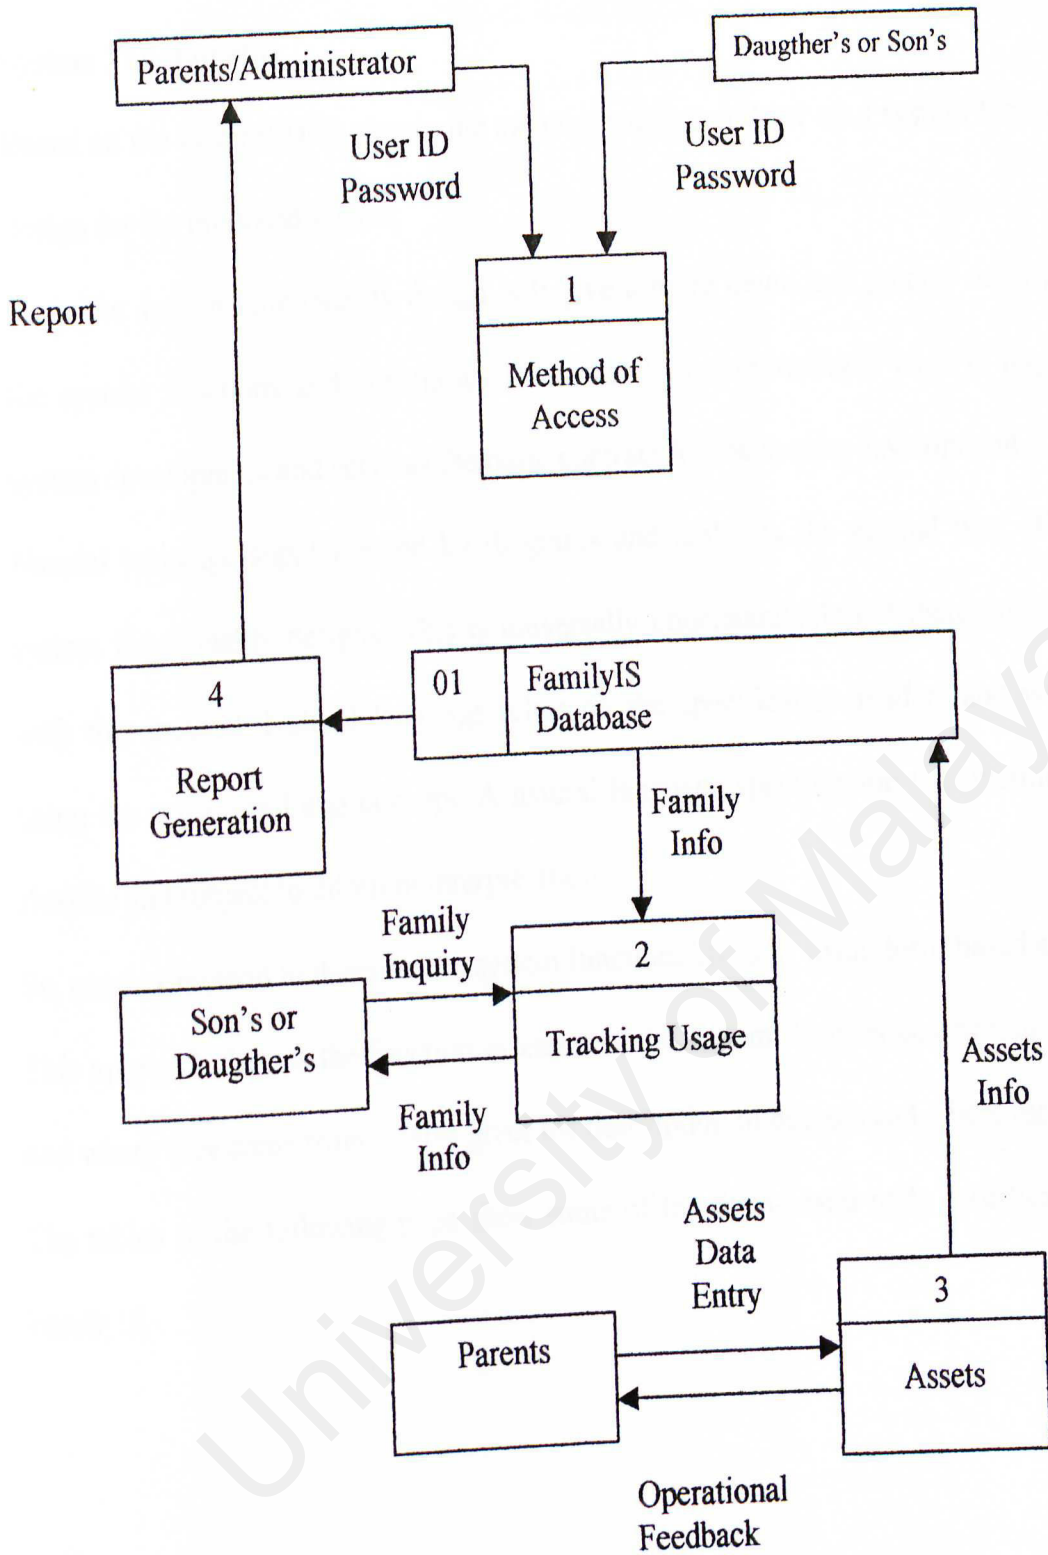 Parents/Administrator
Daugther's or Son's
User ID
Password
User ID
Password
Report
1
Method of
Access
4
Report
Generation
01
FamilyIS
Database
Family
Info
Family
Inquiry
2
Tracking Usage
Son's or
Daugther's
Family
Info
Assets
Info
Assets
Data
Entry
3
Assets
Parents
Operational
Feedback
University of Malaya